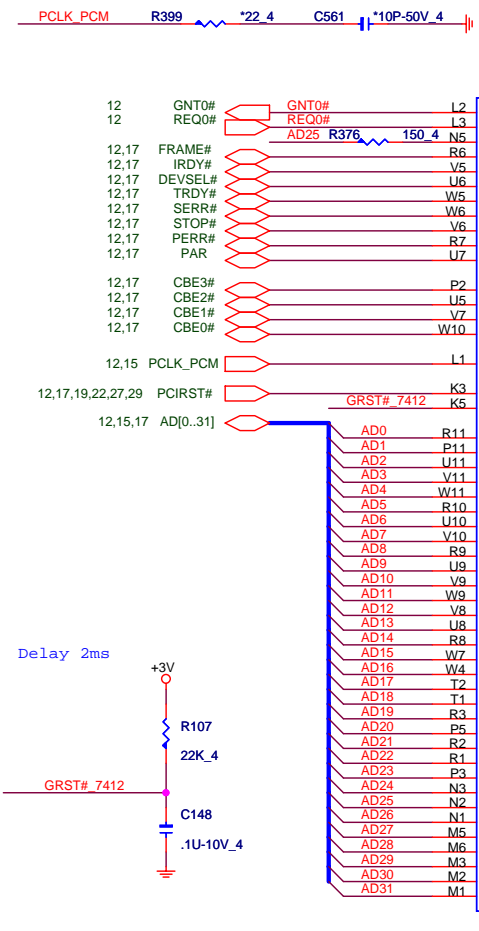 PCLK_PCM R399 *22_4 C561 *10P-50V_4
12 GNT0# GNT0# L2
12 REQ0# REQ0# L3
AD25 R376 150_4 N5
12,17 FRAME# R6
12,17 IRDY# V5
12,17 DEVSEL# U6
12,17 TRDY# W5
12,17 SERR# W6
12,17 STOP# V6
12,17 PERR# R7
12,17 PAR U7
12,17 CBE3# P2
12,17 CBE2# U5
12,17 CBE1# V7
12,17 CBE0# W10
12,15 PCLK_PCM L1
12,17,19,22,27,29 PCIRST# K3
GRST#_7412 K5
12,15,17 AD[0..31]
AD0 R11
AD1 P11
AD2 U11
AD3 V11
AD4 W11
AD5 R10
AD6 U10
AD7 V10
AD8 R9
AD9 U9
AD10 V9
AD11 W9
AD12 V8
AD13 U8
AD14 R8
AD15 W7
AD16 W4
AD17 T2
AD18 T1
AD19 R3
AD20 P5
AD21 R2
AD22 R1
AD23 P3
AD24 N3
AD25 N2
AD26 N1
AD27 M5
AD28 M6
AD29 M3
AD30 M2
AD31 M1
Delay 2ms
+3V
R107
22K_4
GRST#_7412
C148
.1U-10V_4